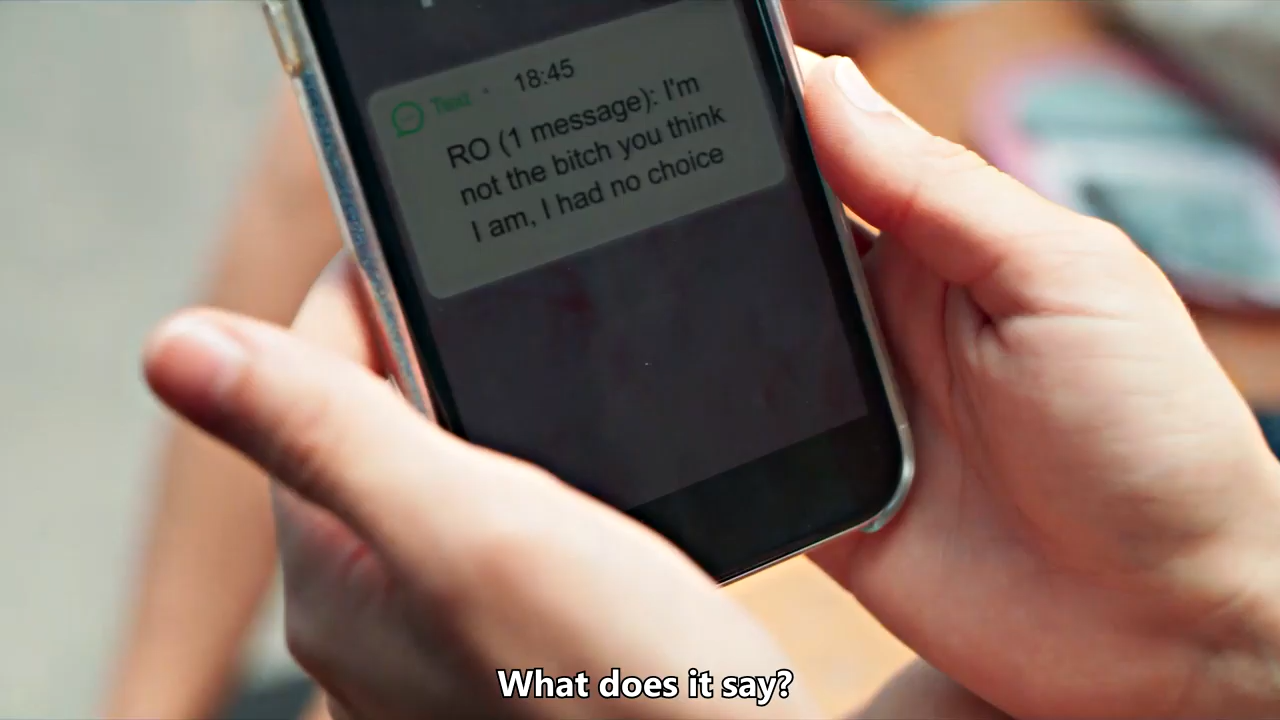 Text · 18:45
RO (1 message): I'm
not the bitch you think
I am, I had no choice
What does it say?